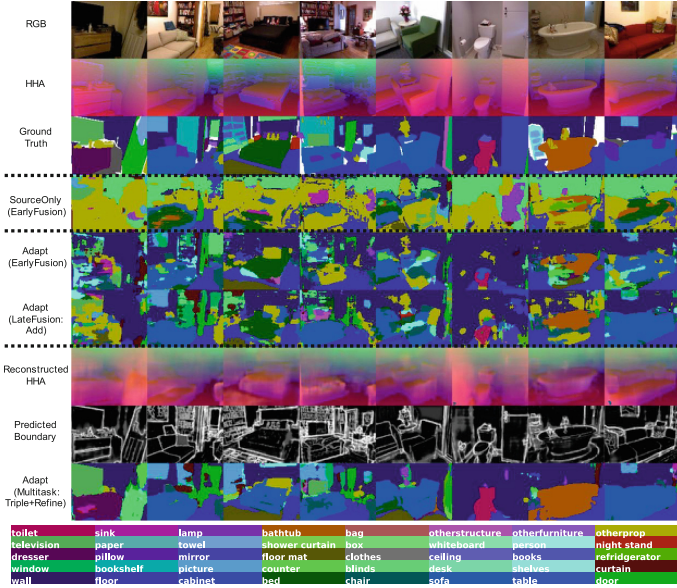 RGB
HHA
Ground
Truth
SourceOnly
(EarlyFusion)
Adapt
(EarlyFusion)
Adapt
(LateFusion:
Add)
Reconstructed
HHA
Predicted
Boundary
Adapt
(Multitask:
Triple+Refine)
toilet sink lamp bathtub bag otherstructure otherfurniture otherprop
television paper towel shower curtain box whiteboard person night stand
dresser pillow mirror floor mat clothes ceiling books refridgerator
window bookshelf picture counter blinds desk shelves curtain
wall floor cabinet bed chair sofa table door